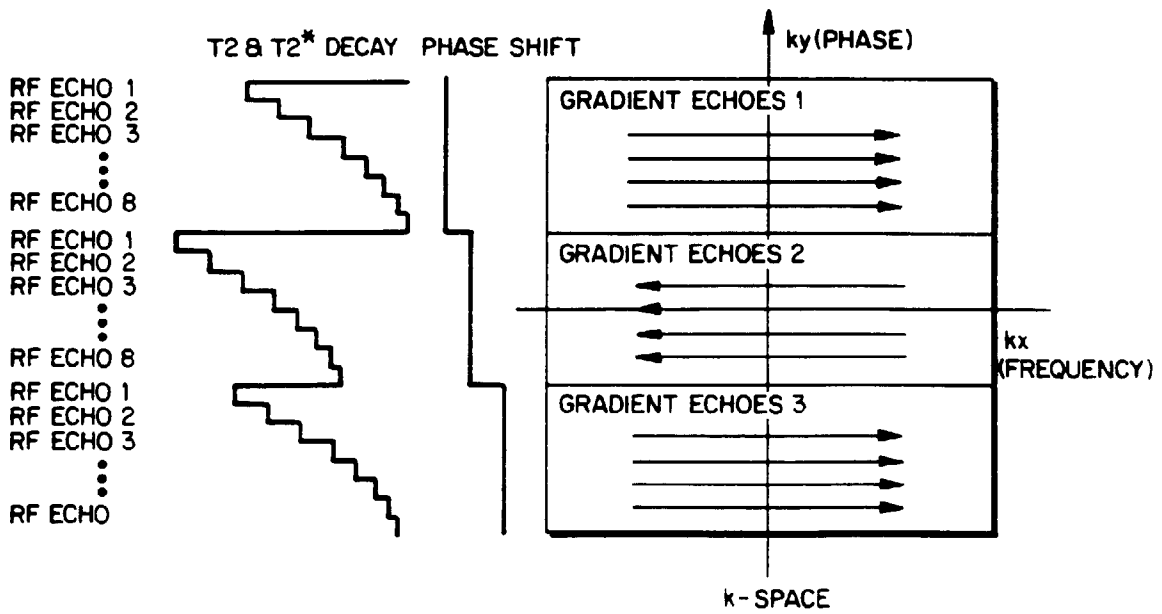 T2 & T2* DECAY PHASE SHIFT
ky (PHASE)
RF ECHO 1
RF ECHO 2
RF ECHO 3
RF ECHO 8
RF ECHO 1
RF ECHO 2
RF ECHO 3
RF ECHO 8
RF ECHO 1
RF ECHO 2
RF ECHO 3
RF ECHO
GRADIENT ECHOES 1
GRADIENT ECHOES 2
kx
(FREQUENCY)
GRADIENT ECHOES 3
k-SPACE